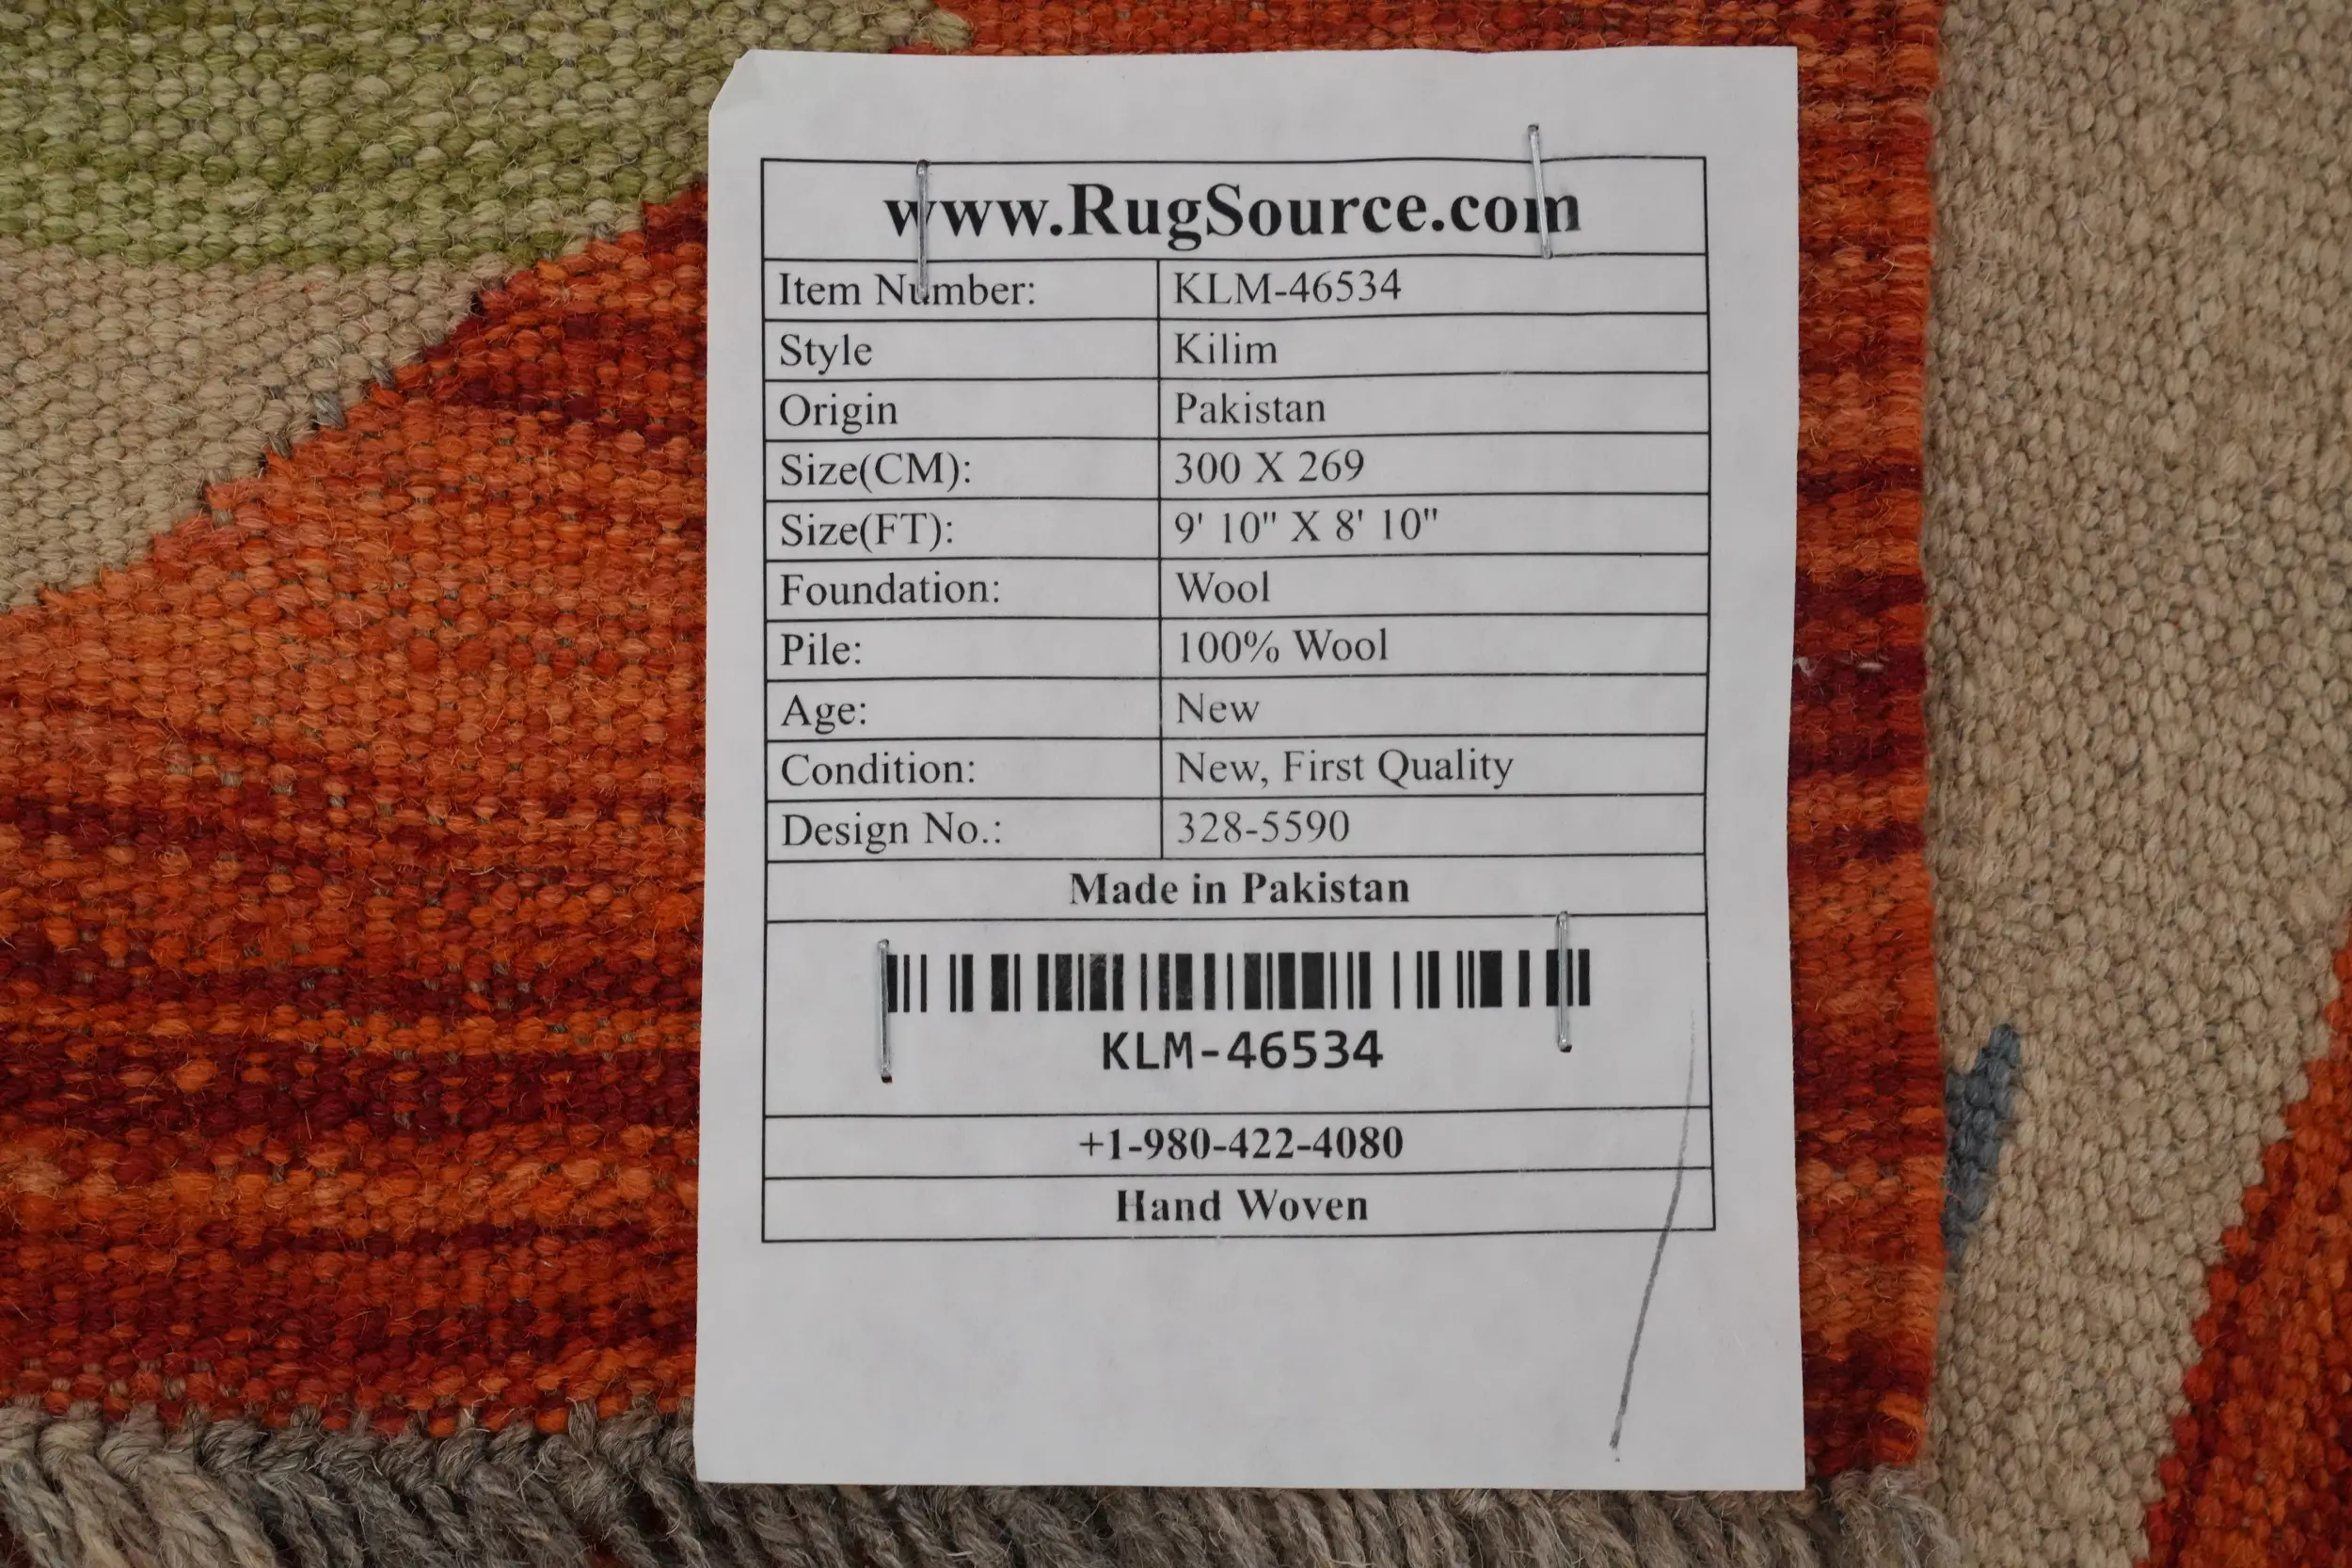 www.RugSource.com
Item Number: KLM-46534
Style Kilim
Origin Pakistan
Size(CM): 300 X 269
Size(FT): 9' 10" X 8' 10"
Foundation: Wool
Pile: 100% Wool
Age: New
Condition: New, First Quality
Design No.: 328-5590
Made in Pakistan
KLM-46534
+1-980-422-4080
Hand Woven